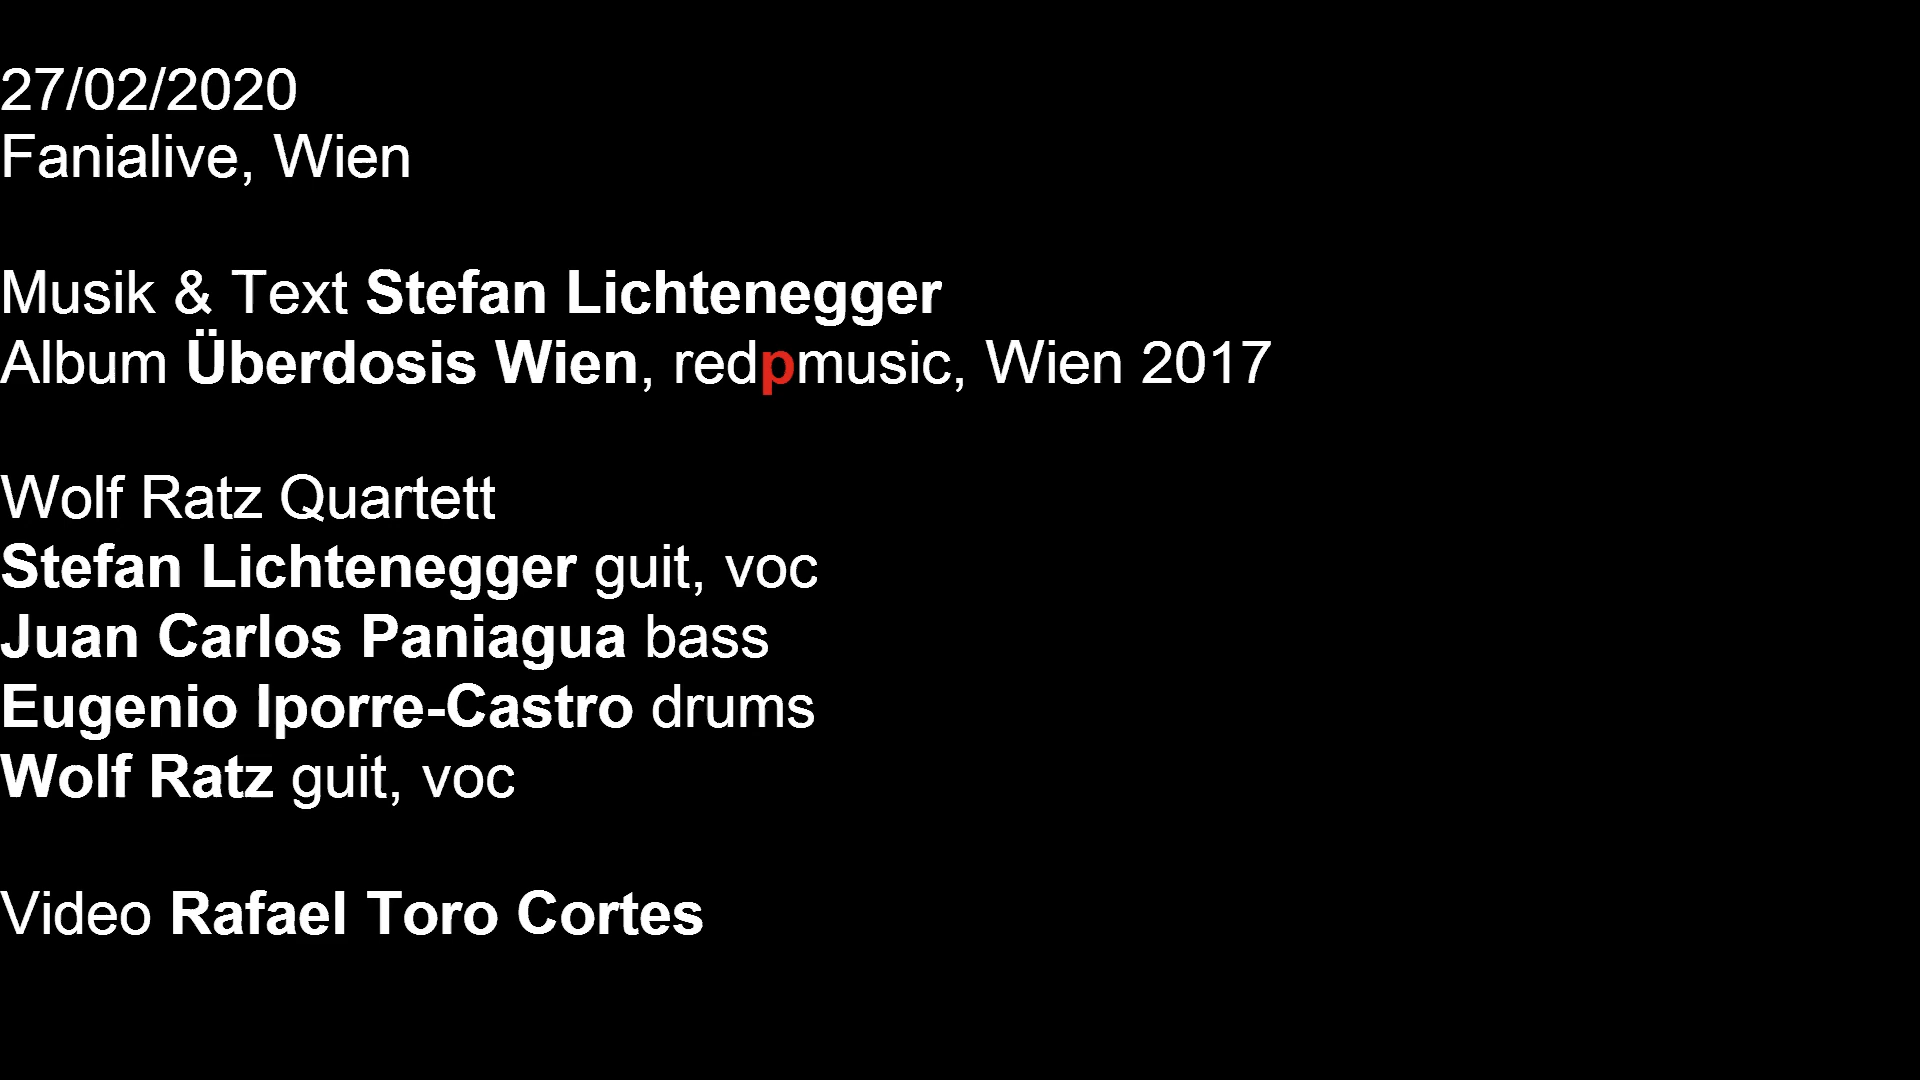 27/02/2020
Fanialive, Wien
Musik & Text Stefan Lichtenegger
Album Überdosis Wien, redpmusic, Wien 2017
Wolf Ratz Quartett
Stefan Lichtenegger guit, voc
Juan Carlos Paniagua bass
Eugenio Iporre-Castro drums
Wolf Ratz guit, voc
Video Rafael Toro Cortes